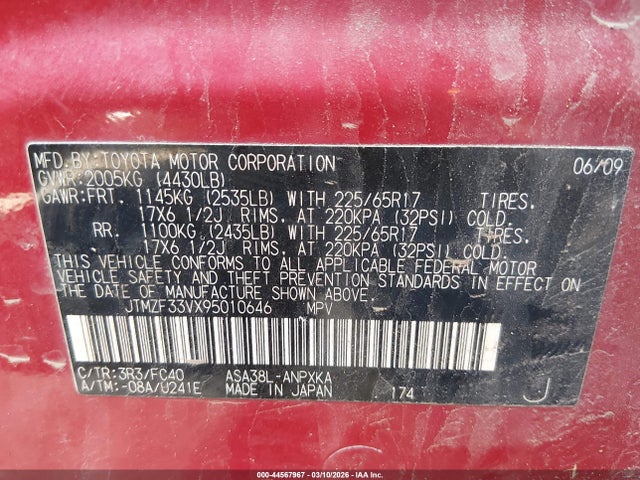 MFD.BY:TOYOTA MOTOR CORPORATION 06/09
GVWR:2005KG (4430LB)
GAWR:FRT. 1145KG (2535LB) WITH 225/65R17 TIRES,
17X6 1/2J RIMS, AT 220KPA (32PSI) COLD.
RR. 1100KG (2435LB) WITH 225/65R17 TIRES,
17X6 1/2J RIMS, AT 220KPA (32PSI) COLD.
THIS VEHICLE CONFORMS TO ALL APPLICABLE FEDERAL MOTOR
VEHICLE SAFETY AND THEFT PREVENTION STANDARDS IN EFFECT ON
THE DATE OF MANUFACTURE SHOWN ABOVE.
JTMZF33VX95010646 MPV
C/TR:3R3/FC40 ASA38L-ANPXKA
A/TM:-08A/U241E MADE IN JAPAN 174 J
000-44567967 | 03/10/2026 - IAA Inc.